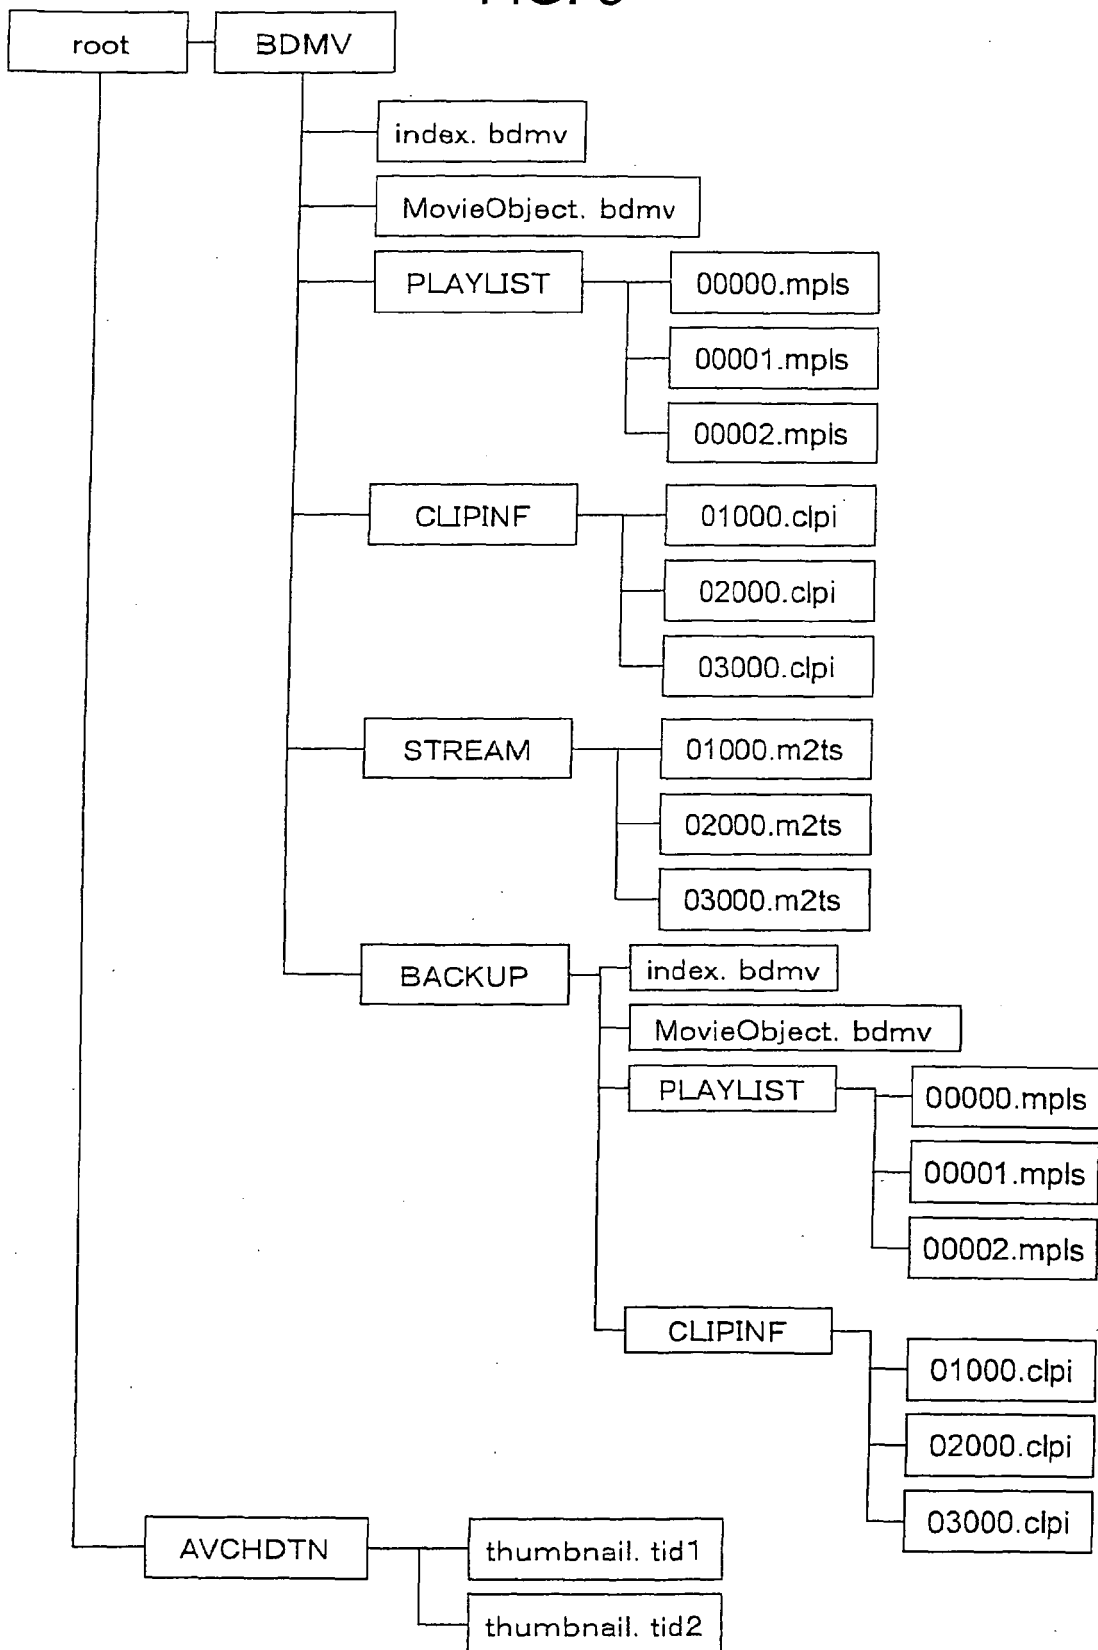 root
BDMV
index. bdmv
MovieObject. bdmv
PLAYLIST
00000.mpls
00001.mpls
00002.mpls
CLIPINF
01000.clpi
02000.clpi
03000.clpi
STREAM
01000.m2ts
02000.m2ts
03000.m2ts
BACKUP
index. bdmv
MovieObject. bdmv
PLAYLIST
00000.mpls
00001.mpls
00002.mpls
CLIPINF
01000.clpi
02000.clpi
03000.clpi
AVCHDTN
thumbnail. tid1
thumbnail. tid2